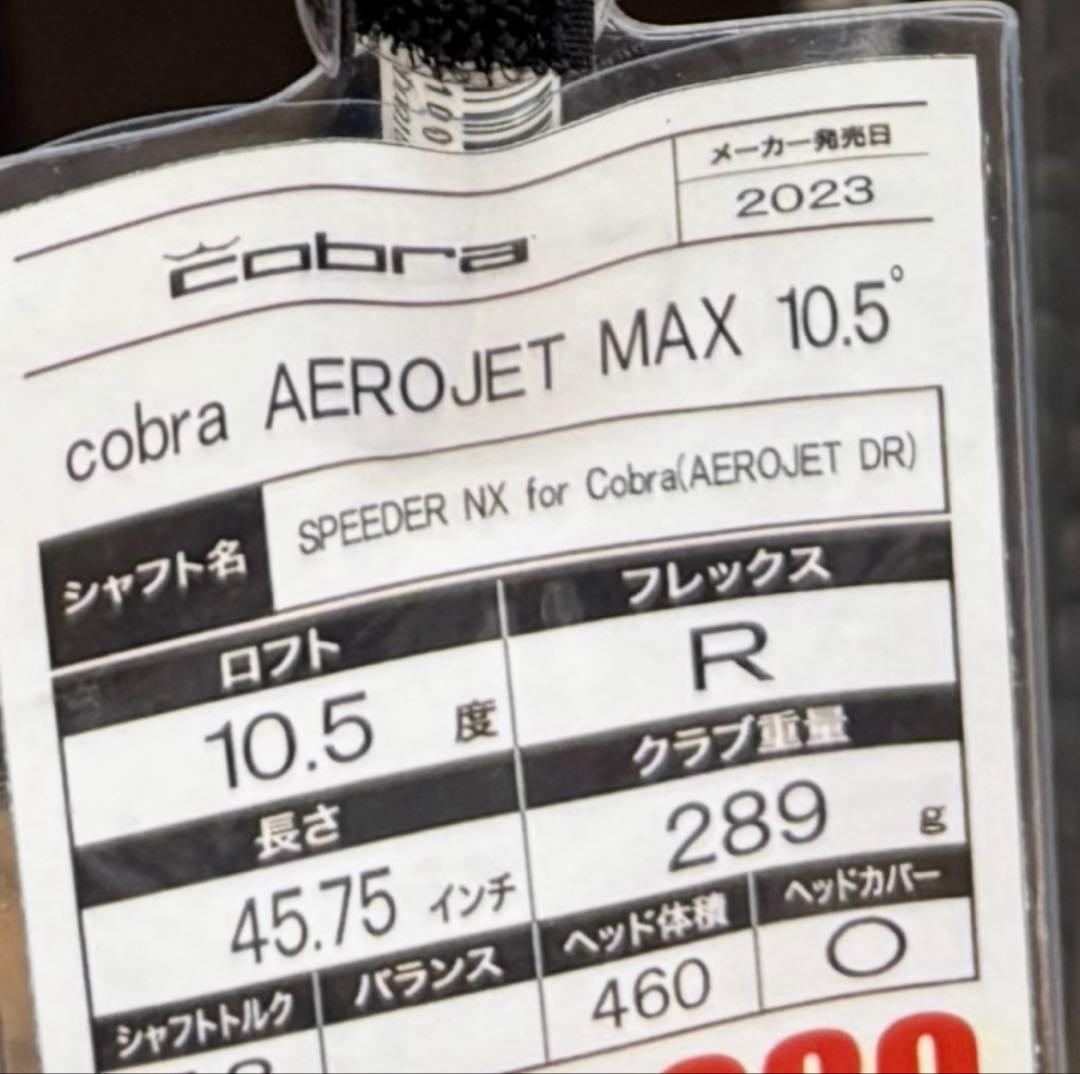 100
メーカー発売日
2023
cobra
cobra AEROJET MAX 10.5°
シャフト名
SPEEDER NX for Cobra(AEROJET DR)
ロフト フレックス
10.5 度 R
長さ クラブ重量
45.75 インチ 289 g
シャフトトルク バランス ヘッド体積 ヘッドカバー
460 ○